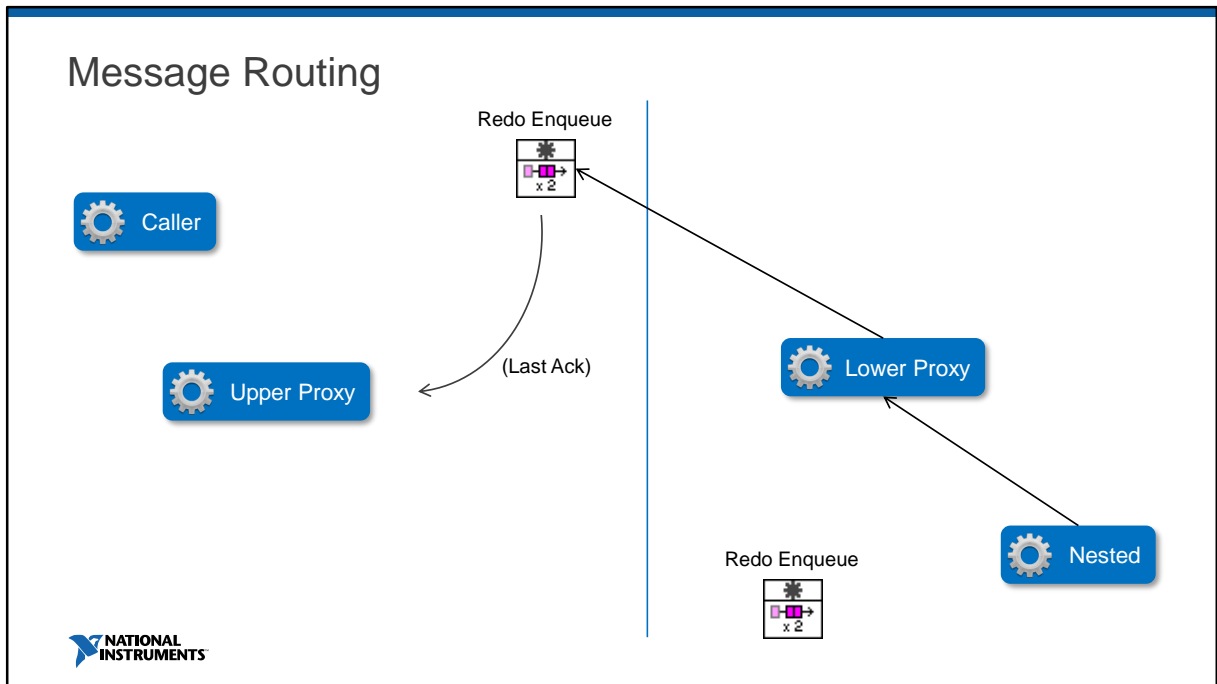 Message Routing
Redo Enqueue
x 2
Caller
(Last Ack)
Upper Proxy
Lower Proxy
Nested
Redo Enqueue
x 2
NATIONAL
INSTRUMENTS